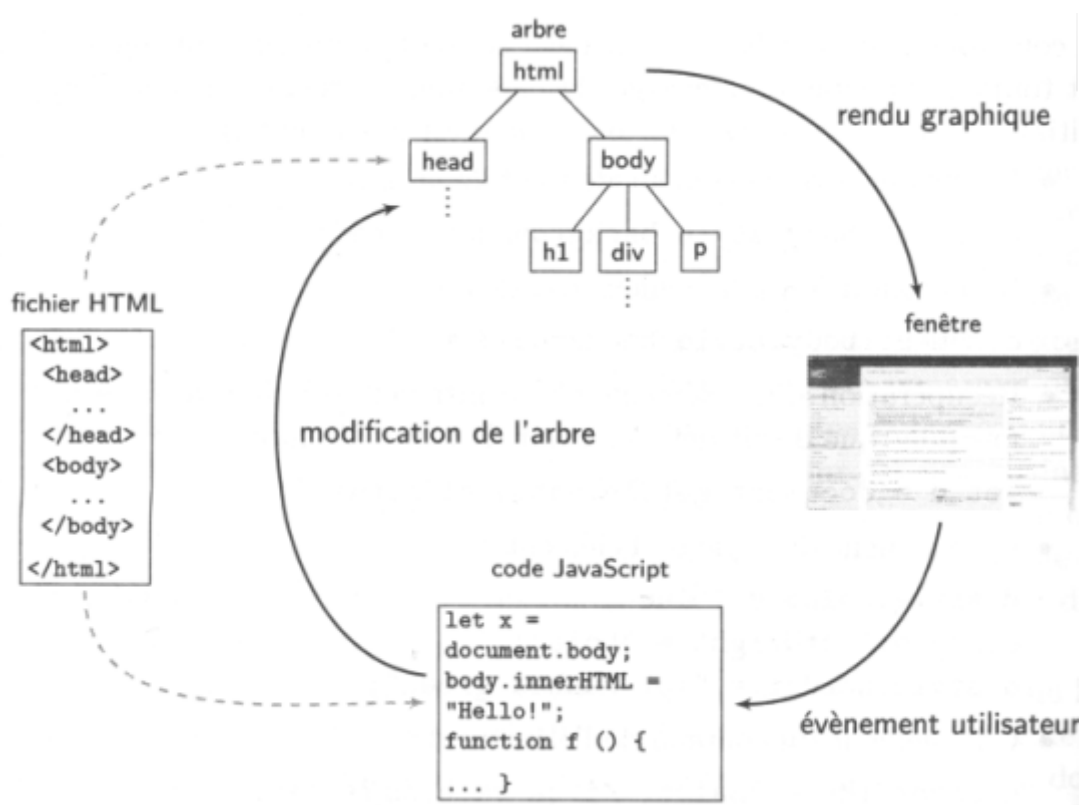 arbre
html
rendu graphique
head
body
h1
div
p
fichier HTML
<html>
<head>
...
</head>
<body>
...
</body>
</html>
fenêtre
modification de l'arbre
code JavaScript
let x =
document.body;
body.innerHTML =
"Hello!";
function f () {
... }
évènement utilisateur